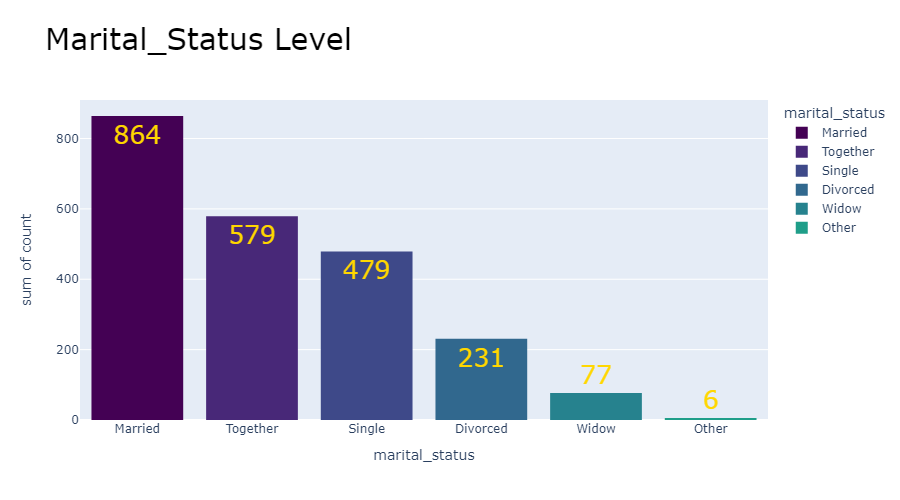 Marital_Status Level
sum of count
800
600
400
200
0
864
579
479
231
77
6
Married
Together
Single
Divorced
Widow
Other
marital_status
marital_status
Married
Together
Single
Divorced
Widow
Other